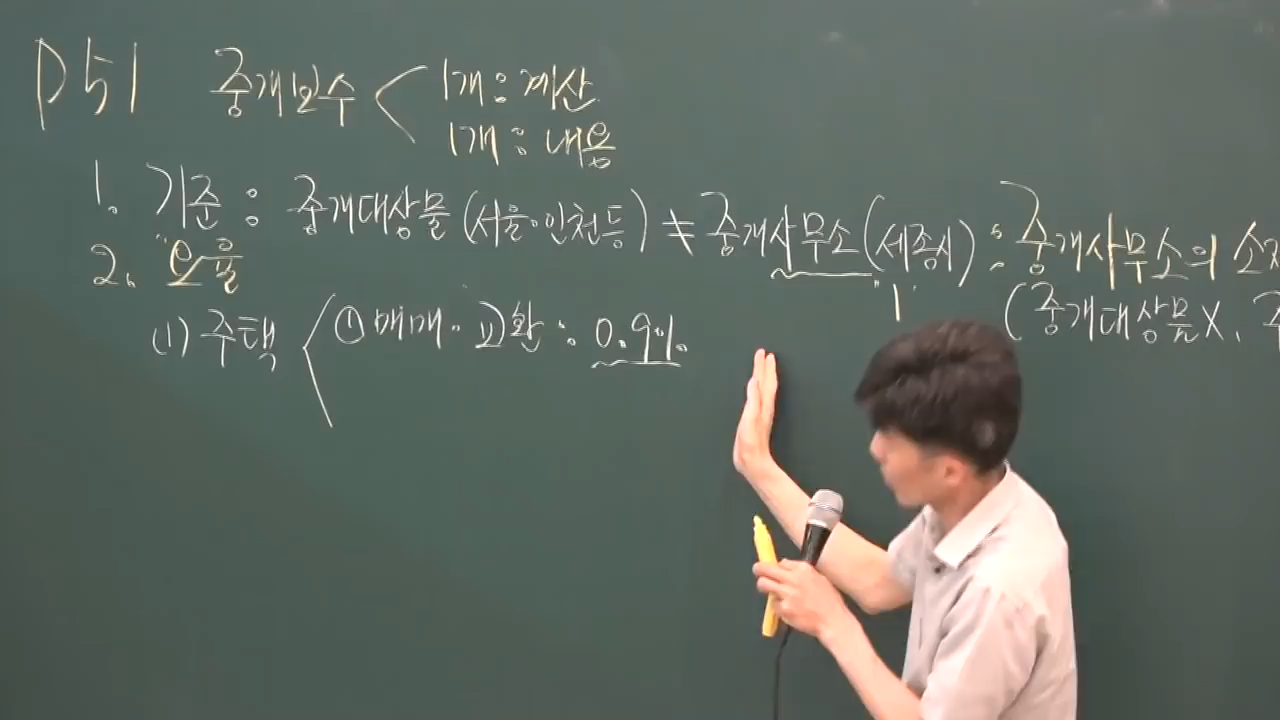 P 51 중개보수 < 1개 : 계산
1개 : 내용
1. 기준 : 중개대상물 (서울·인천등) ≠ 중개사무소 (세종시) : 중개사무소의 소
"1"
(중개대상물X,
2. 요율
(1) 주택 < ① 매매·교환 : 0.9%.